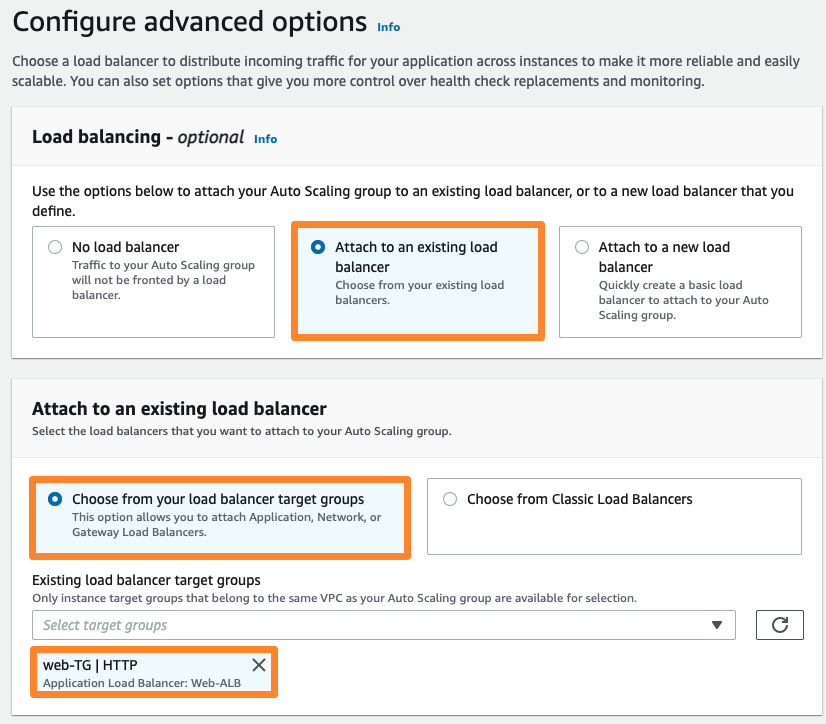 Configure advanced options Info
Choose a load balancer to distribute incoming traffic for your application across instances to make it more reliable and easily
scalable. You can also set options that give you more control over health check replacements and monitoring.
Load balancing - optional Info
Use the options below to attach your Auto Scaling group to an existing load balancer, or to a new load balancer that you
define.
No load balancer
Traffic to your Auto Scaling group
will not be fronted by a load
balancer.
Attach to an existing load
balancer
Choose from your existing load
balancers.
Attach to a new load
balancer
Quickly create a basic load
balancer to attach to your Auto
Scaling group.
Attach to an existing load balancer
Select the load balancers that you want to attach to your Auto Scaling group.
Choose from your load balancer target groups
This option allows you to attach Application, Network, or
Gateway Load Balancers.
Choose from Classic Load Balancers
Existing load balancer target groups
Only instance target groups that belong to the same VPC as your Auto Scaling group are available for selection.
Select target groups
web-TG | HTTP
Application Load Balancer: Web-ALB